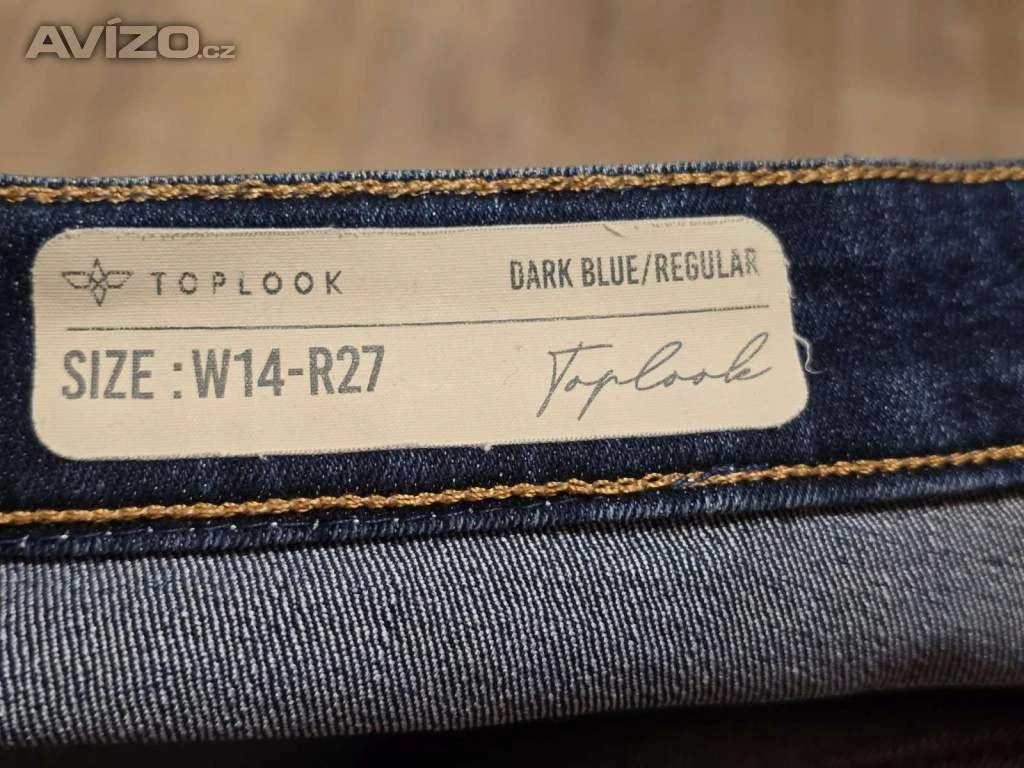 AVÍZO.cz
TOPLOOK
DARK BLUE/REGULAR
SIZE : W14-R27
Toplook